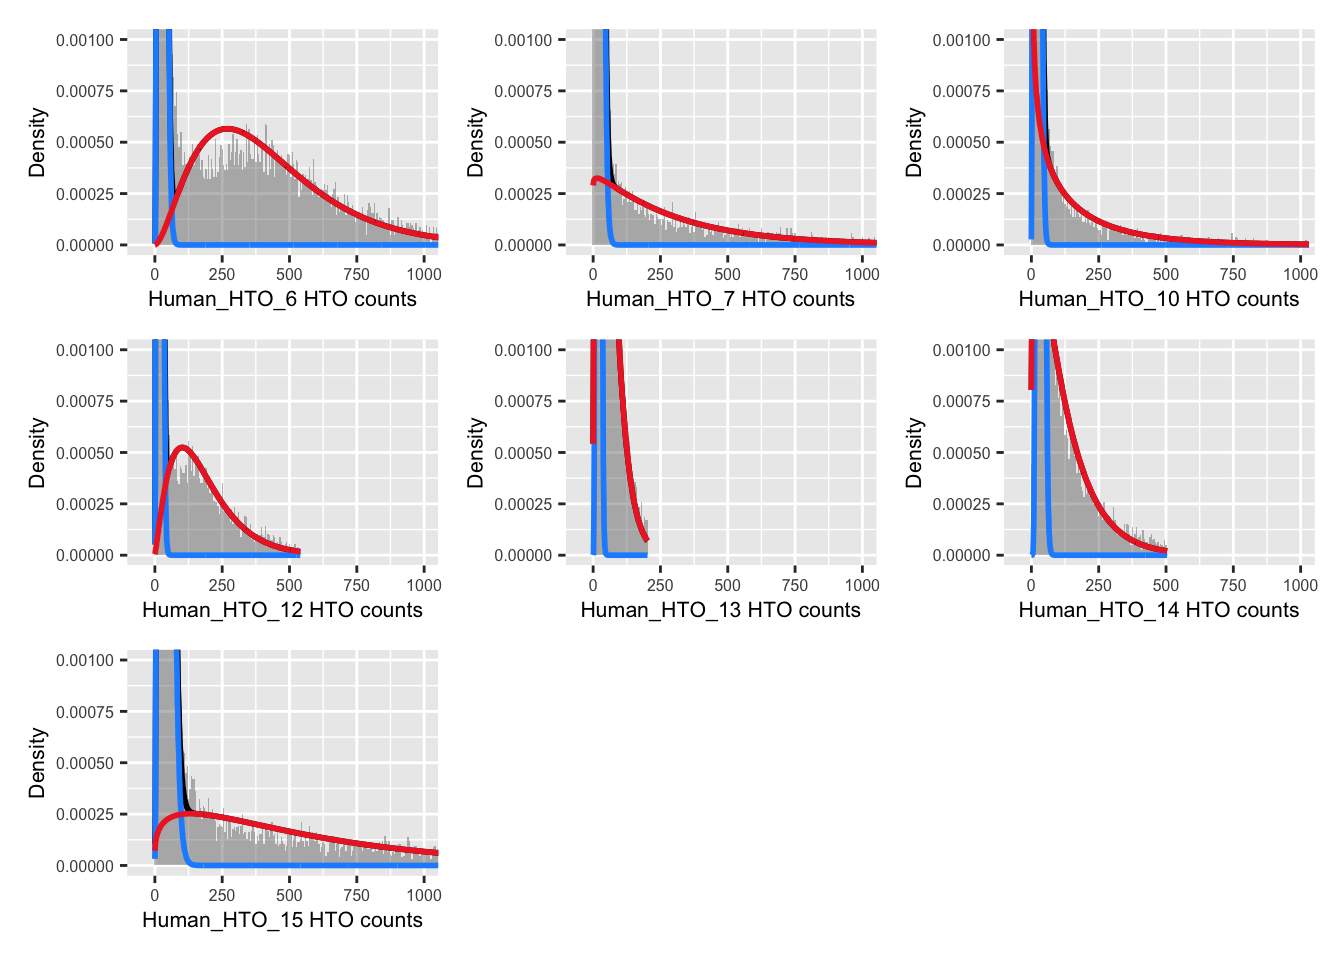 0.00100
0.00075
0.00050
0.00025
0.00000
Density
0 250 500 750 1000
Human_HTO_6 HTO counts
0.00100
0.00075
0.00050
0.00025
0.00000
Density
0 250 500 750 1000
Human_HTO_7 HTO counts
0.00100
0.00075
0.00050
0.00025
0.00000
Density
0 250 500 750 1000
Human_HTO_10 HTO counts
0.00100
0.00075
0.00050
0.00025
0.00000
Density
0 250 500 750 1000
Human_HTO_12 HTO counts
0.00100
0.00075
0.00050
0.00025
0.00000
Density
0 250 500 750 1000
Human_HTO_13 HTO counts
0.00100
0.00075
0.00050
0.00025
0.00000
Density
0 250 500 750 1000
Human_HTO_14 HTO counts
0.00100
0.00075
0.00050
0.00025
0.00000
Density
0 250 500 750 1000
Human_HTO_15 HTO counts